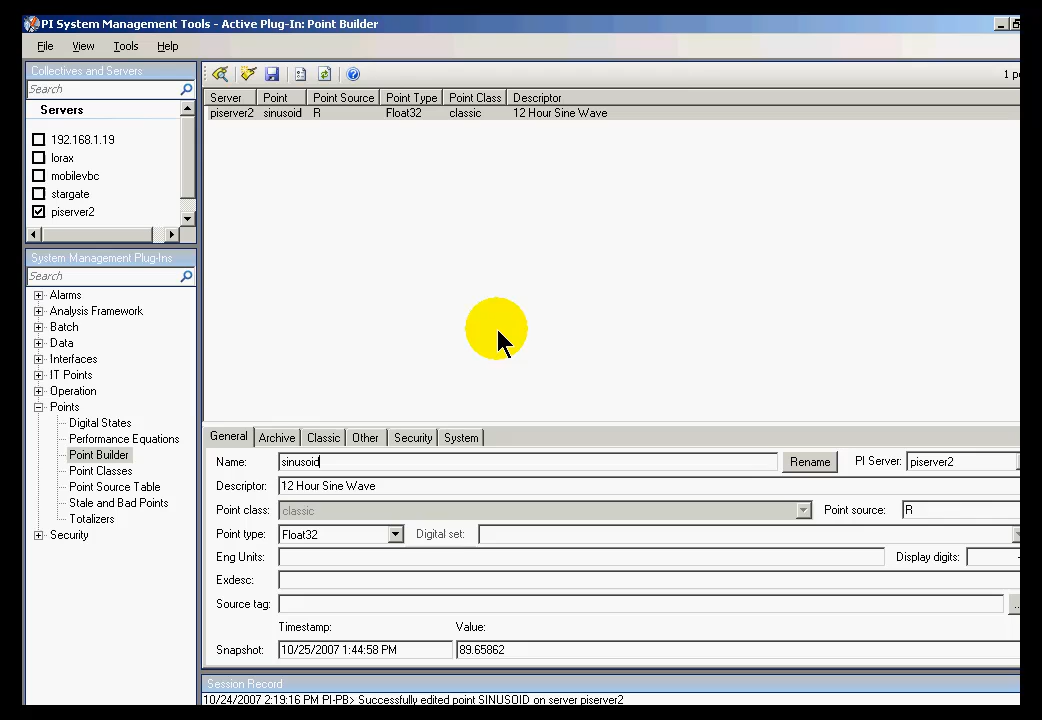 PI System Management Tools - Active Plug-In: Point Builder
File View Tools Help
Collectives and Servers
Search
Servers
192.168.1.19
lorax
mobilevbc
stargate
piserver2
System Management Plug-Ins
Search
Alarms
Analysis Framework
Batch
Data
Interfaces
IT Points
Operation
Points
Digital States
Performance Equations
Point Builder
Point Classes
Point Source Table
Stale and Bad Points
Totalizers
Security
1
Server Point Point Source Point Type Point Class Descriptor
piserver2 sinusoid R Float32 classic 12 Hour Sine Wave
General Archive Classic Other Security System
Name: sinusoid Rename PI Server: piserver2
Descriptor: 12 Hour Sine Wave
Point class: classic Point source: R
Point type: Float32 Digital set:
Eng Units: Display digits:
Exdesc:
Source tag: ...
Timestamp: Value:
Snapshot: 10/25/2007 1:44:58 PM 89.65862
Session Record
10/24/2007 2:19:16 PM PI-PB> Successfully edited point SINUSOID on server piserver2